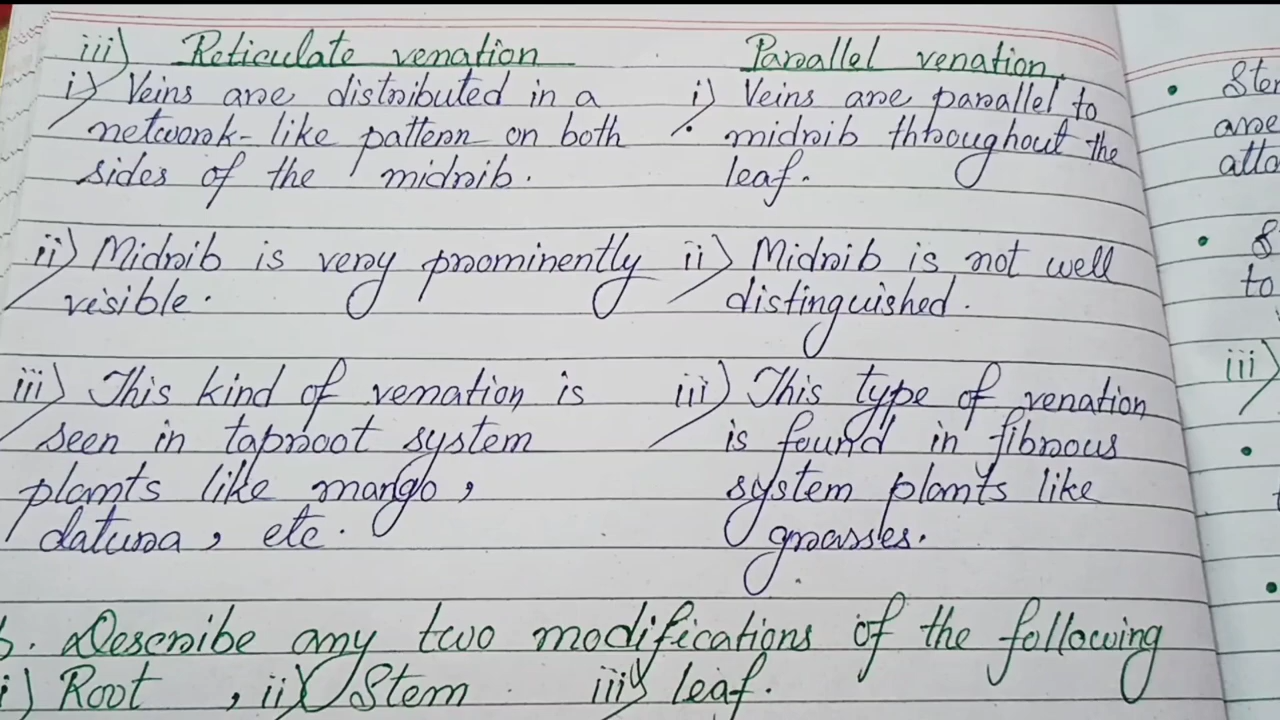 iii) Reticulate venation
i) Veins are distributed in a
network-like pattern on both
sides of the midrib.
ii) Midrib is very prominently
visible.
iii) This kind of venation is
seen in taproot system
plants like mango,
datura, etc.
Parallel venation
i) Veins are parallel to
midrib throughout the
leaf.
ii) Midrib is not well
distinguished.
iii) This type of venation
is found in fibrous
system plants like
grasses.
Describe any two modifications of the following
i) Root , ii) Stem iii) leaf.
are
to
iii)